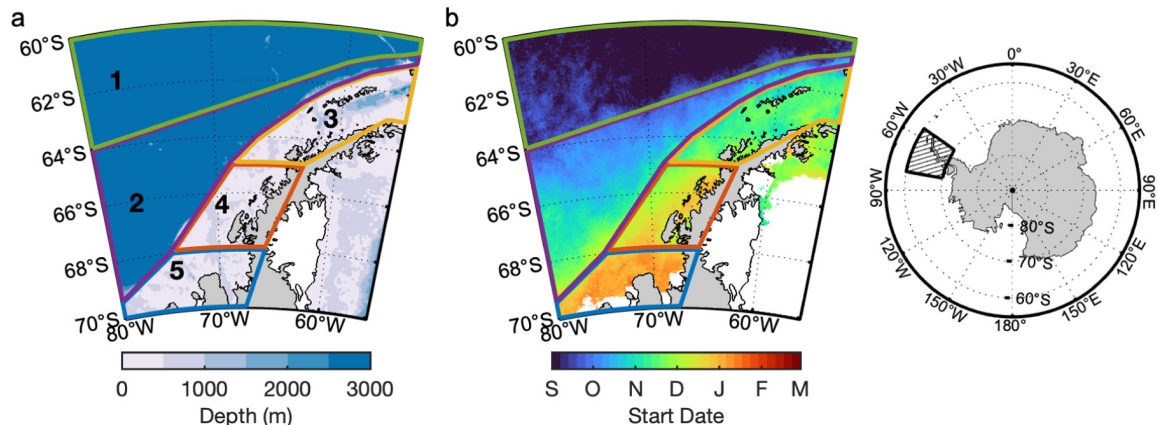 a
60°S
62°S
64°S
66°S
68°S
70°S
80°W
70°W
60°W
1
2
3
4
5
0 1000 2000 3000
Depth (m)
b
60°S
62°S
64°S
66°S
68°S
70°S
80°W
70°W
60°W
S O N D J F M
Start Date
0°
30°E
60°E
90°E
120°E
150°E
180°
150°W
120°W
90°W
60°W
30°W
80°S
70°S
60°S